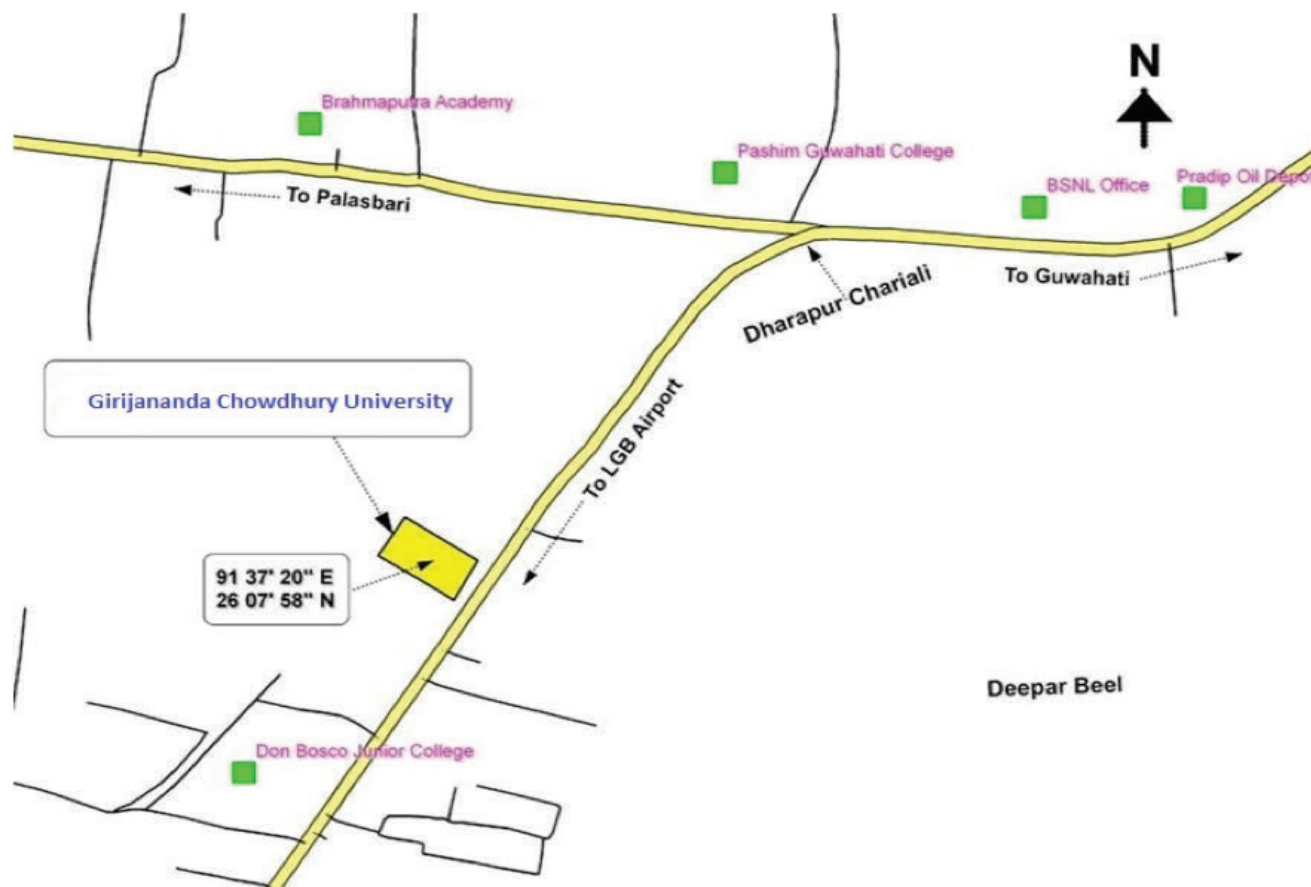 N
Brahmaputra Academy
Pashim Guwahati College
BSNL Office
Pradip Oil Depot
To Palasbari
To Guwahati
Dharapur Chariali
Girijananda Chowdhury University
To LGB Airport
91 37' 20" E
26 07' 58" N
Deepar Beel
Don Bosco Junior College